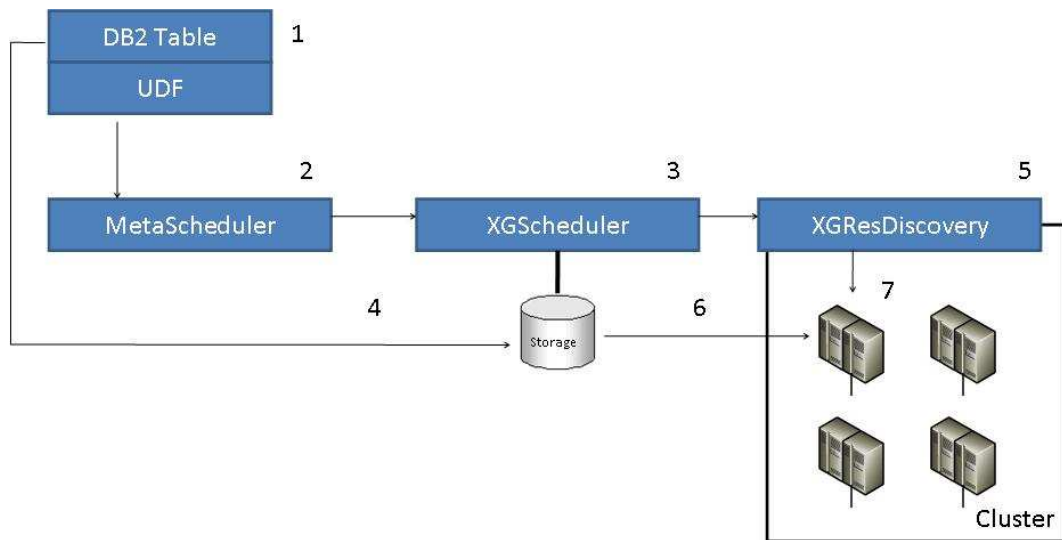 DB2 Table
1
UDF
2
3
5
MetaScheduler
XGScheduler
XGResDiscovery
4
6
7
Storage
Cluster